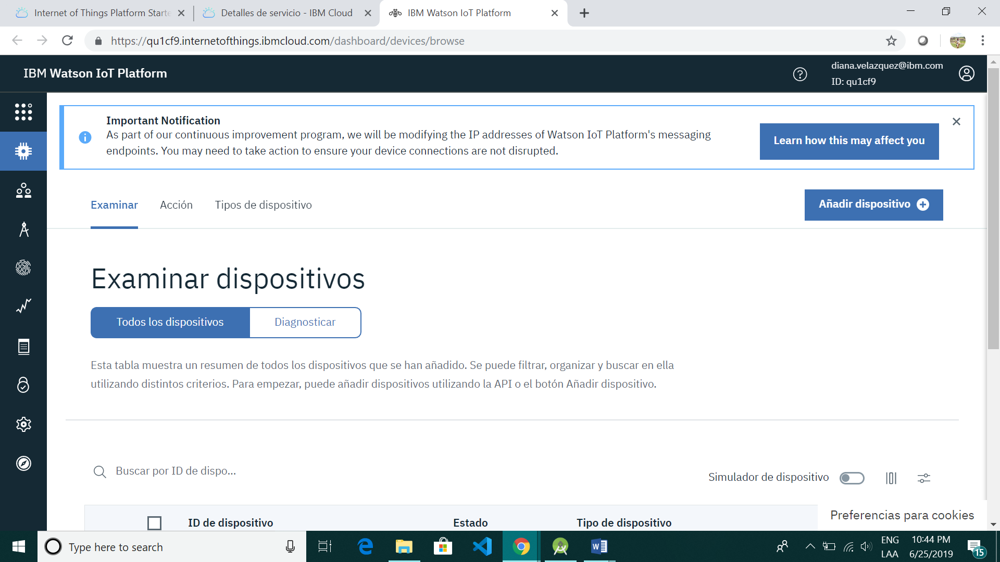 Internet of Things Platform Starte
Detalles de servicio - IBM Cloud
IBM Watson IoT Platform
https://qu1cf9.internetofthings.ibmcloud.com/dashboard/devices/browse
IBM Watson IoT Platform
diana.velazquez@ibm.com
ID: qu1cf9
Important Notification
As part of our continuous improvement program, we will be modifying the IP addresses of Watson IoT Platform's messaging
endpoints. You may need to take action to ensure your device connections are not disrupted.
Learn how this may affect you
Examinar
Acción
Tipos de dispositivo
Añadir dispositivo
Examinar dispositivos
Todos los dispositivos
Diagnosticar
Esta tabla muestra un resumen de todos los dispositivos que se han añadido. Se puede filtrar, organizar y buscar en ella
utilizando distintos criterios. Para empezar, puede añadir dispositivos utilizando la API o el botón Añadir dispositivo.
Buscar por ID de dispo...
Simulador de dispositivo
Preferencias para cookies
ID de dispositivo
Estado
Tipo de dispositivo
Type here to search
ENG
LAA
10:44 PM
6/25/2019
15